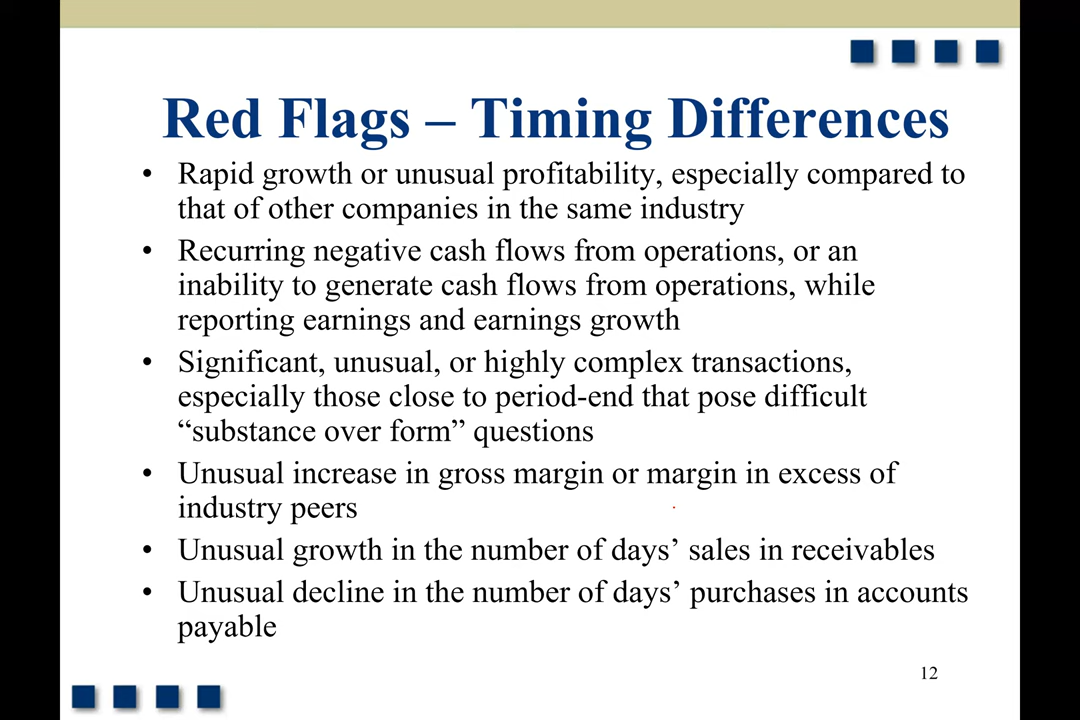 Red Flags – Timing Differences
• Rapid growth or unusual profitability, especially compared to
that of other companies in the same industry
• Recurring negative cash flows from operations, or an
inability to generate cash flows from operations, while
reporting earnings and earnings growth
• Significant, unusual, or highly complex transactions,
especially those close to period-end that pose difficult
“substance over form” questions
• Unusual increase in gross margin or margin in excess of
industry peers
• Unusual growth in the number of days’ sales in receivables
• Unusual decline in the number of days’ purchases in accounts
payable
12